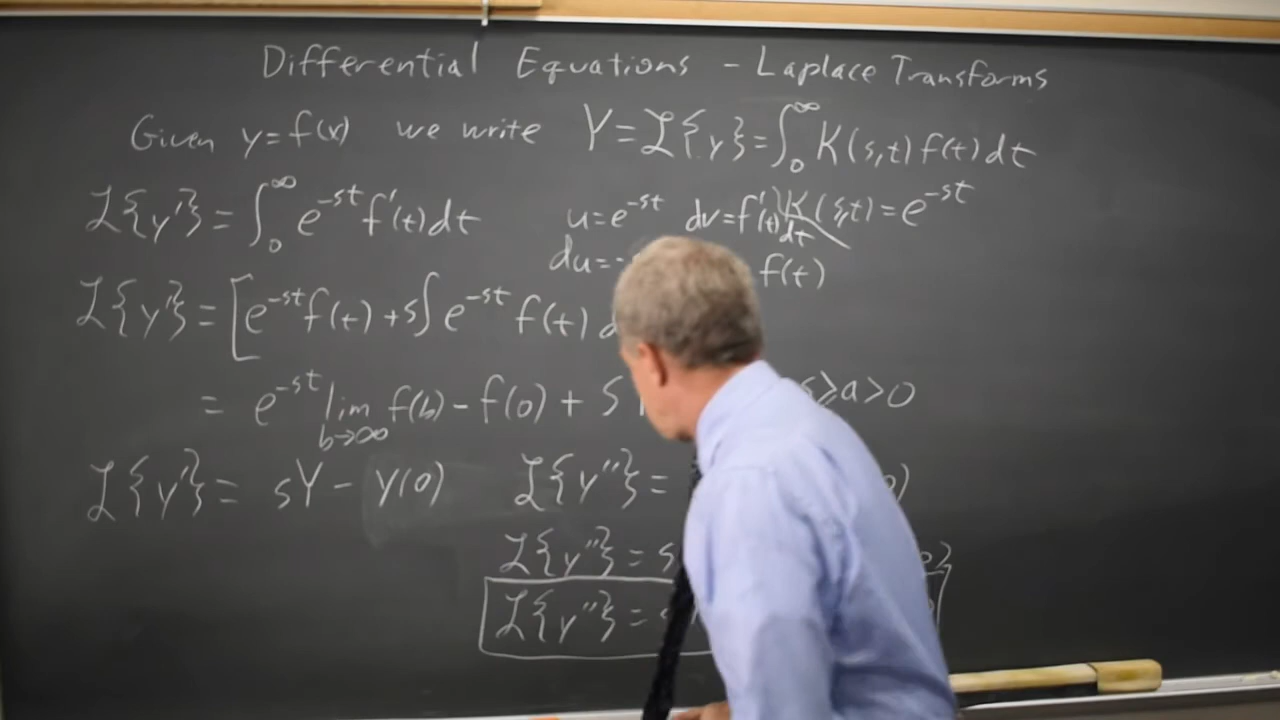 Differential Equations - Laplace Transforms
Given y=f(x) we write Y=ℒ{y}=∫₀^∞ K(s,t)f(t)dt
ℒ{y'}=∫₀^∞ e^{-st}f'(t)dt u=e^{-st} dv=f'(t)dt K(s,t)=e^{-st}
du=- f(t)
ℒ{y'}=[e^{-st}f(t)+s∫e^{-st}f(t)
= e^{-st} lim_{b→∞} f(b)-f(0)+S s≥a>0
ℒ{y'}= sY-y(0) ℒ{y''}= 0)
ℒ{y''}=s
ℒ{y''}=